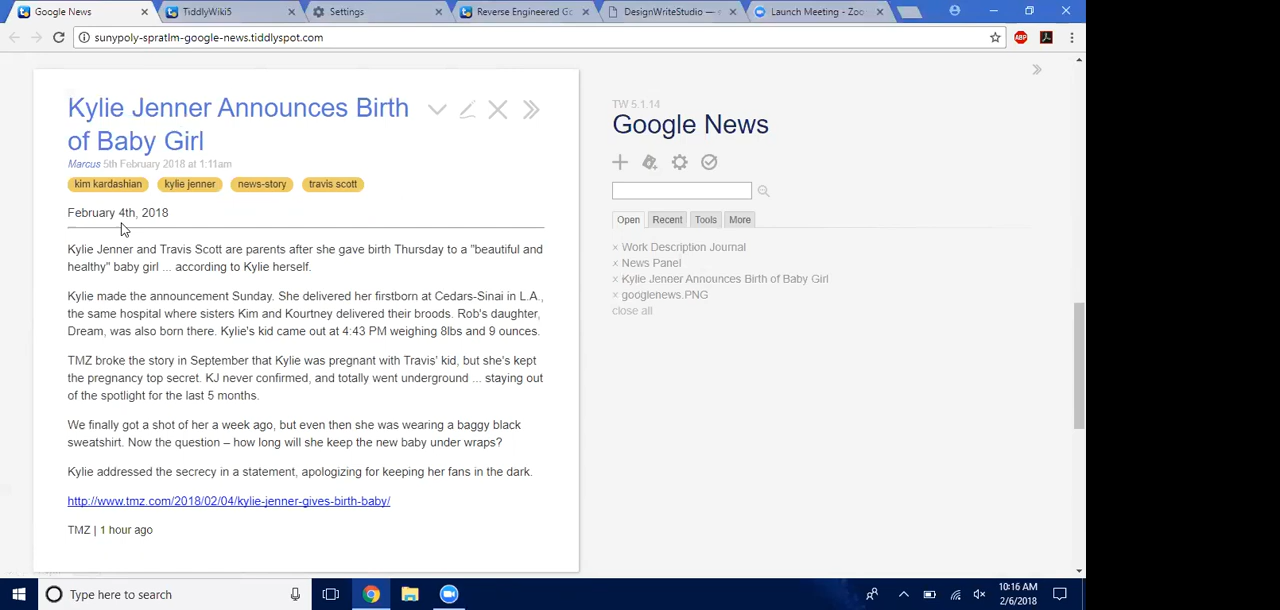 Google News
TiddlyWiki5
Settings
Reverse Engineered Go
DesignWriteStudio —
Launch Meeting - Zoo
sunypoly-spratlm-google-news.tiddlyspot.com
ABP
Kylie Jenner Announces Birth
of Baby Girl
Marcus 5th February 2018 at 1:11am
kim kardashian
kylie jenner
news-story
travis scott
February 4th, 2018
Kylie Jenner and Travis Scott are parents after she gave birth Thursday to a "beautiful and
healthy" baby girl ... according to Kylie herself.
Kylie made the announcement Sunday. She delivered her firstborn at Cedars-Sinai in L.A.,
the same hospital where sisters Kim and Kourtney delivered their broods. Rob's daughter,
Dream, was also born there. Kylie's kid came out at 4:43 PM weighing 8lbs and 9 ounces.
TMZ broke the story in September that Kylie was pregnant with Travis' kid, but she's kept
the pregnancy top secret. KJ never confirmed, and totally went underground ... staying out
of the spotlight for the last 5 months.
We finally got a shot of her a week ago, but even then she was wearing a baggy black
sweatshirt. Now the question – how long will she keep the new baby under wraps?
Kylie addressed the secrecy in a statement, apologizing for keeping her fans in the dark.
http://www.tmz.com/2018/02/04/kylie-jenner-gives-birth-baby/
TMZ | 1 hour ago
TW 5.1.14
Google News
Open
Recent
Tools
More
x Work Description Journal
x News Panel
x Kylie Jenner Announces Birth of Baby Girl
x googlenews.PNG
close all
Type here to search
10:16 AM
2/6/2018